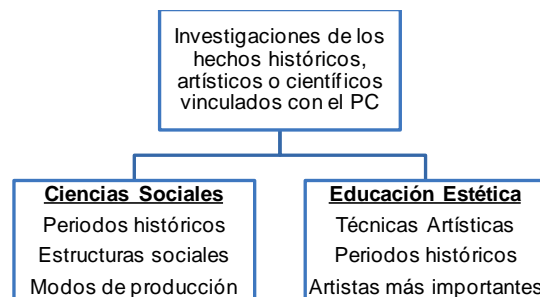 Investigaciones de los
hechos históricos,
artísticos o científicos
vinculados con el PC
Ciencias Sociales
Periodos históricos
Estructuras sociales
Modos de producción
Educación Estética
Técnicas Artísticas
Periodos históricos
Artistas más importantes